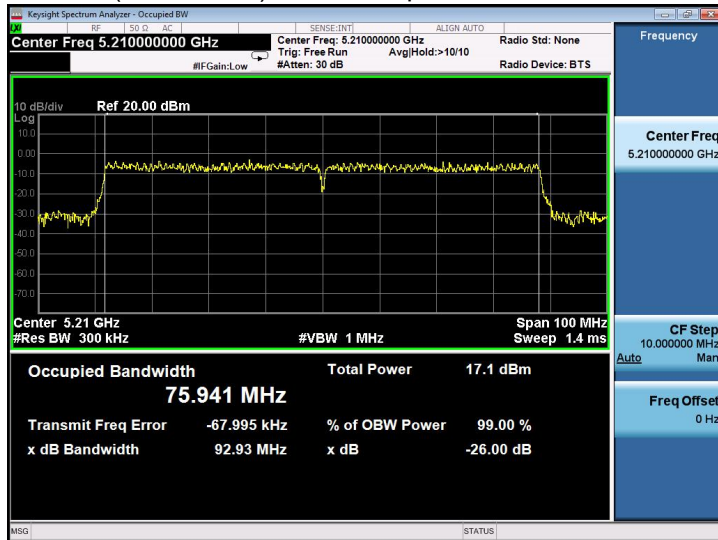 Keysight Spectrum Analyzer - Occupied BW
LXI RF 50 Ω AC SENSE:INT ALIGN AUTO
Center Freq 5.210000000 GHz
Center Freq: 5.210000000 GHz
Radio Std: None
Trig: Free Run Avg|Hold:>10/10
#IFGain:Low #Atten: 30 dB
Radio Device: BTS
10 dB/div Ref 20.00 dBm
Log
10.0
0.00
-10.0
-20.0
-30.0
-40.0
-50.0
-60.0
-70.0
Center 5.21 GHz Span 100 MHz
#Res BW 300 kHz #VBW 1 MHz Sweep 1.4 ms
Occupied Bandwidth Total Power 17.1 dBm
75.941 MHz
Transmit Freq Error -67.995 kHz % of OBW Power 99.00 %
x dB Bandwidth 92.93 MHz x dB -26.00 dB
MSG STATUS
Frequency
Center Freq
5.210000000 GHz
CF Step
10.000000 MHz
Auto Man
Freq Offset
0 Hz